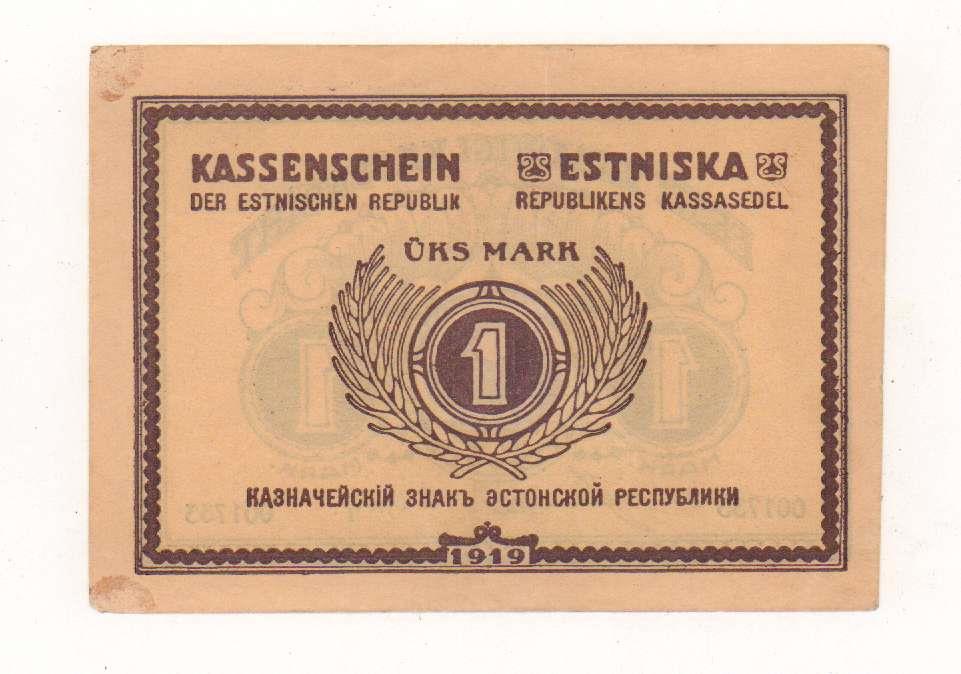 KASSENSCHEIN
DER ESTNISCHEN REPUBLIK
ESTNISKA
REPUBLIKENS KASSASEDEL
ÜKS MARK
1
КАЗНАЧЕЙСКІЙ ЗНАКЪ ЭСТОНСКОЙ РЕСПУБЛИКИ
1919